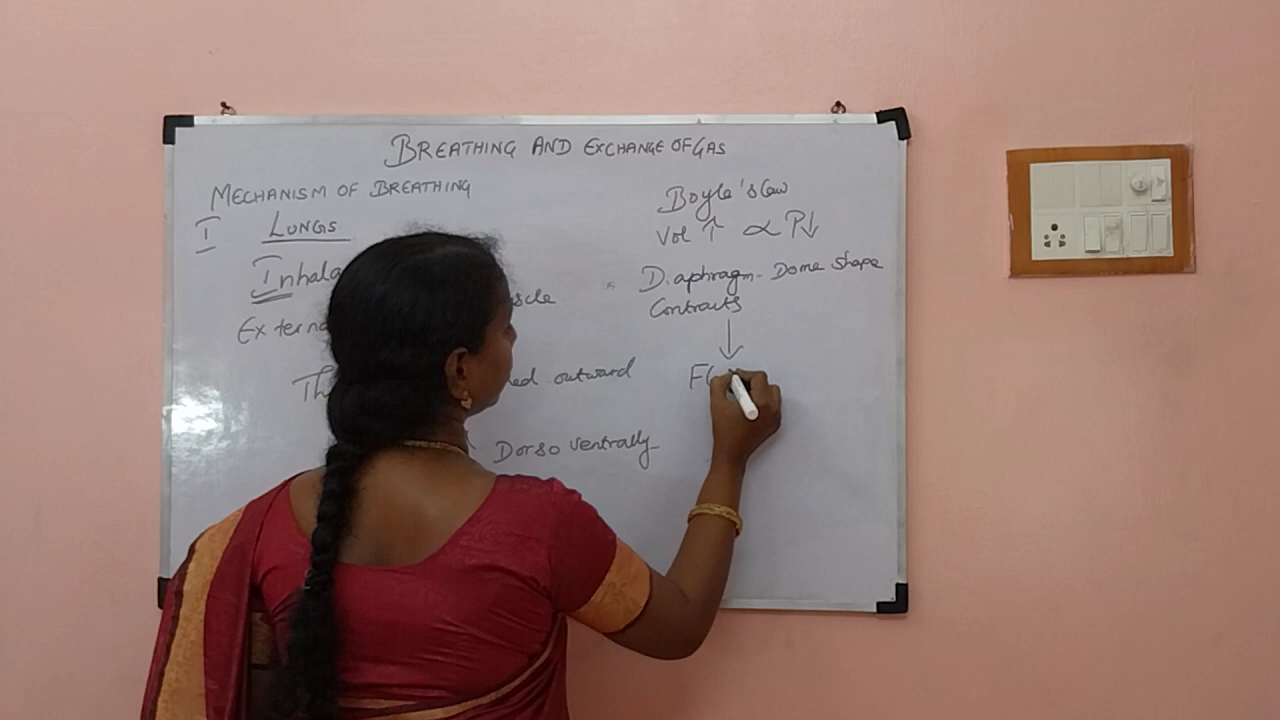 BREATHING AND EXCHANGE OF GAS
MECHANISM OF BREATHING
I LUNGS
Inhala
Externa
Th ed outward
Dorso ventrally
Boyle's law
Vol ↑ ∝ P↓
Diaphragm - Dome shape
Contracts
↓